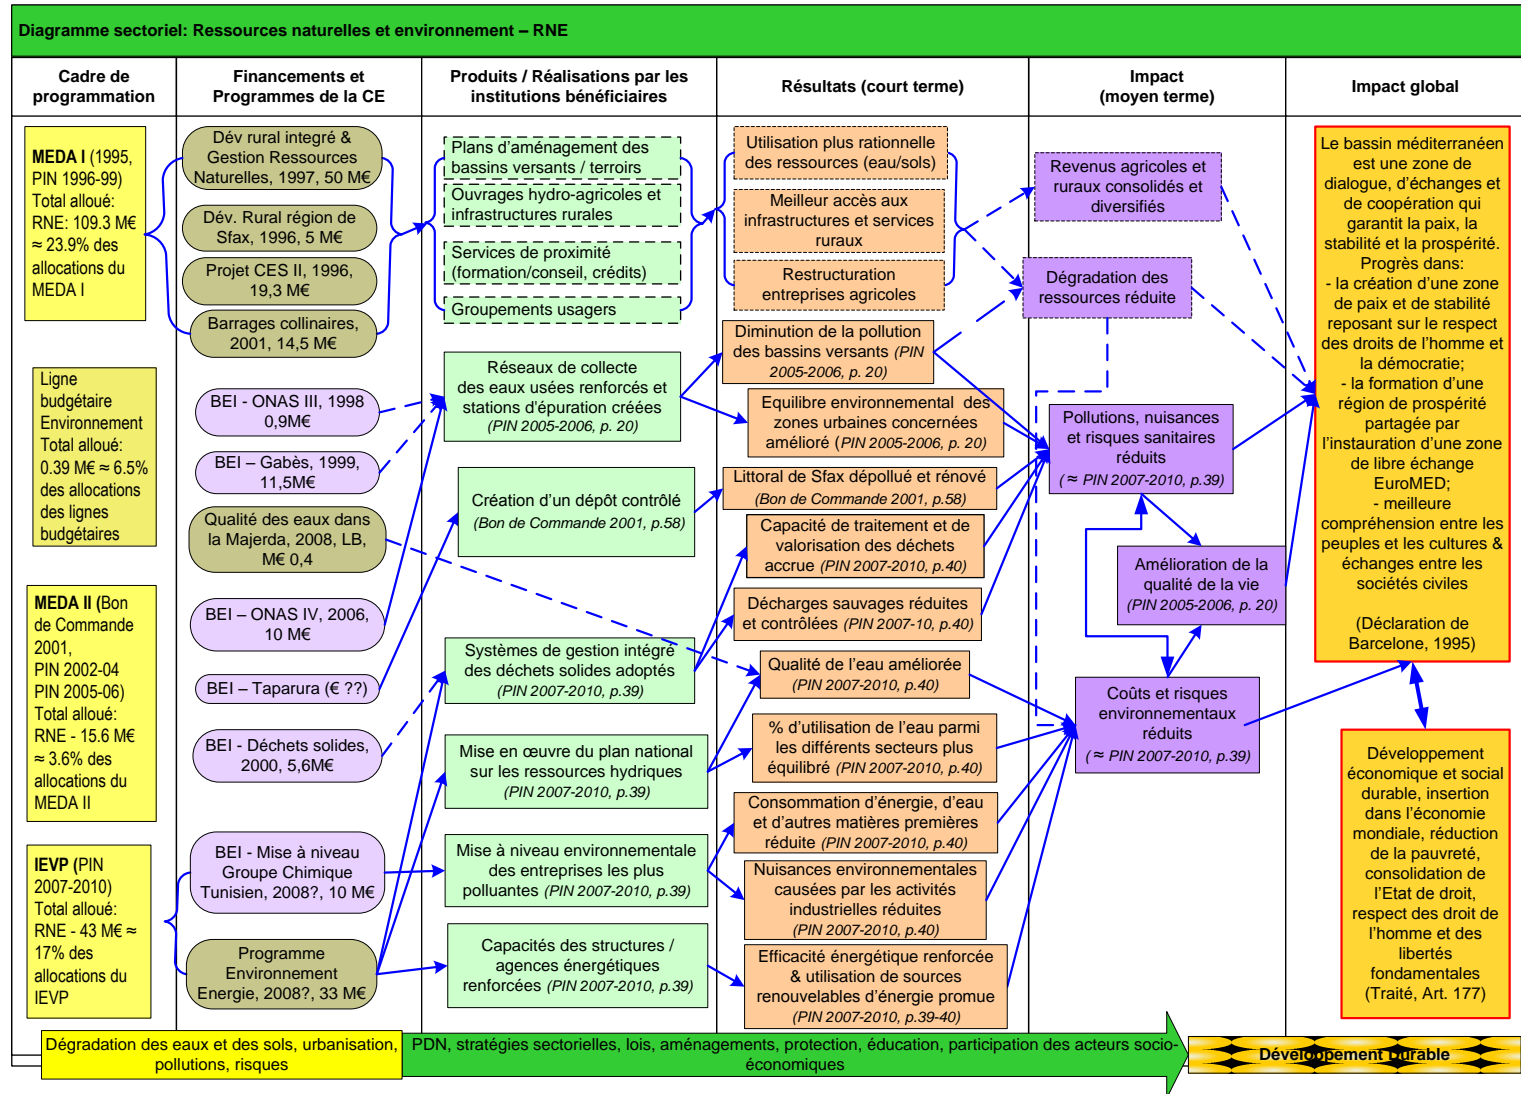 Diagramme sectoriel: Ressources naturelles et environnement – RNE
Cadre de
programmation
Financements et
Programmes de la CE
Produits / Réalisations par les
institutions bénéficiaires
Résultats (court terme)
Impact
(moyen terme)
Impact global
MEDA I (1995,
PIN 1996-99)
Total alloué:
RNE: 109.3 M€
≈ 23.9% des
allocations du
MEDA I
Ligne
budgétaire
Environnement
Total alloué:
0.39 M€ ≈ 6.5%
des allocations
des lignes
budgétaires
MEDA II (Bon
de Commande
2001,
PIN 2002-04
PIN 2005-06)
Total alloué:
RNE - 15.6 M€
≈ 3.6% des
allocations du
MEDA II
IEVP (PIN
2007-2010)
Total alloué:
RNE - 43 M€ ≈
17% des
allocations du
IEVP
Dév rural integré &
Gestion Ressources
Naturelles, 1997, 50 M€
Dév. Rural région de
Sfax, 1996, 5 M€
Projet CES II, 1996,
19,3 M€
Barrages collinaires,
2001, 14,5 M€
BEI - ONAS III, 1998
0,9M€
BEI – Gabès, 1999,
11,5M€
Qualité des eaux dans
la Majerda, 2008, LB,
M€ 0,4
BEI – ONAS IV, 2006,
10 M€
BEI – Taparura (€ ??)
BEI - Déchets solides,
2000, 5,6M€
BEI - Mise à niveau
Groupe Chimique
Tunisien, 2008?, 10 M€
Programme
Environnement
Energie, 2008?, 33 M€
Plans d’aménagement des
bassins versants / terroirs
Ouvrages hydro-agricoles et
infrastructures rurales
Services de proximité
(formation/conseil, crédits)
Groupements usagers
Réseaux de collecte
des eaux usées renforcés et
stations d'épuration créées
(PIN 2005-2006, p. 20)
Création d’un dépôt contrôlé
(Bon de Commande 2001, p.58)
Systèmes de gestion intégré
des déchets solides adoptés
(PIN 2007-2010, p.39)
Mise en œuvre du plan national
sur les ressources hydriques
(PIN 2007-2010, p.39)
Mise à niveau environnementale
des entreprises les plus
polluantes (PIN 2007-2010, p.39)
Capacités des structures /
agences énergétiques
renforcées (PIN 2007-2010, p.39)
Utilisation plus rationnelle
des ressources (eau/sols)
Meilleur accès aux
infrastructures et services
ruraux
Restructuration
entreprises agricoles
Diminution de la pollution
des bassins versants (PIN
2005-2006, p. 20)
Equilibre environnemental des
zones urbaines concernées
amélioré (PIN 2005-2006, p. 20)
Littoral de Sfax dépollué et rénové
(Bon de Commande 2001, p.58)
Capacité de traitement et de
valorisation des déchets
accrue (PIN 2007-2010, p.40)
Décharges sauvages réduites
et contrôlées (PIN 2007-10, p.40)
Qualité de l’eau améliorée
(PIN 2007-2010, p.40)
% d’utilisation de l’eau parmi
les différents secteurs plus
équilibré (PIN 2007-2010, p.40)
Consommation d’énergie, d’eau
et d’autres matières premières
réduite (PIN 2007-2010, p.40)
Nuisances environnementales
causées par les activités
industrielles réduites
(PIN 2007-2010, p.40)
Efficacité energétique renforcée
& utilisation de sources
renouvelables d’énergie promue
(PIN 2007-2010, p.39-40)
Revenus agricoles et
ruraux consolidés et
diversifiés
Dégradation des
ressources réduite
Pollutions, nuisances
et risques sanitaires
réduits
(≈ PIN 2007-2010, p.39)
Amélioration de la
qualité de la vie
(PIN 2005-2006, p. 20)
Coûts et risques
environnementaux
réduits
(≈ PIN 2007-2010, p.39)
Le bassin méditerranéen
est une zone de
dialogue, d’échanges et
de coopération qui
garantit la paix, la
stabilité et la prospérité.
Progrès dans:
- la création d’une zone
de paix et de stabilité
reposant sur le respect
des droits de l’homme et
la démocratie;
- la formation d’une
région de prospérité
partagée par
l’instauration d’une zone
de libre échange
EuroMED;
- meilleure
compréhension entre les
peuples et les cultures &
échanges entre les
sociétés civiles
(Déclaration de
Barcelone, 1995)
Développement
économique et social
durable, insertion
dans l’économie
mondiale, réduction
de la pauvreté,
consolidation de
l’Etat de droit,
respect des droit de
l’homme et des
libertés
fondamentales
(Traité, Art. 177)
Dégradation des eaux et des sols, urbanisation,
pollutions, risques
PDN, stratégies sectorielles, lois, aménagements, protection, éducation, participation des acteurs socio-
économiques
Développement Durable